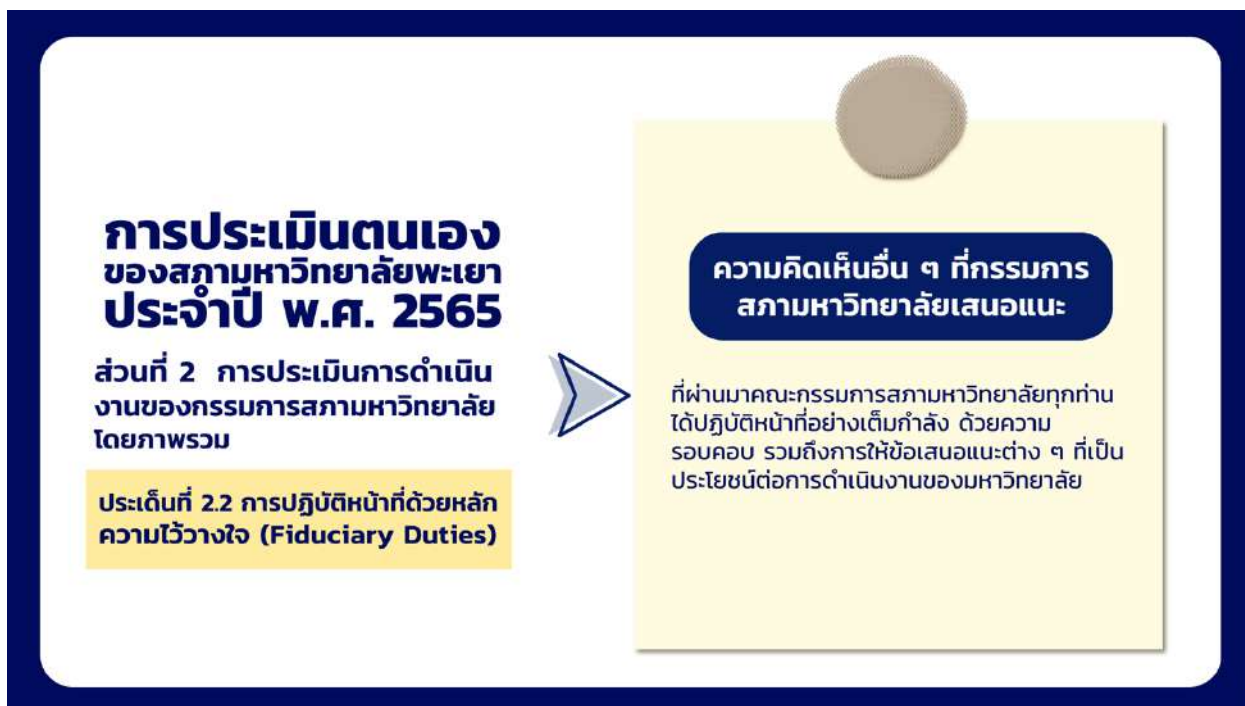 การประเมินตนเอง
ของสภามหาวิทยาลัยพะเยา
ประจำปี พ.ศ. 2565
ส่วนที่ 2 การประเมินการดำเนิน
งานของกรรมการสภามหาวิทยาลัย
โดยภาพรวม
ประเด็นที่ 2.2 การปฏิบัติหน้าที่ด้วยหลัก
ความไว้วางใจ (Fiduciary Duties)
ความคิดเห็นอื่น ๆ ที่กรรมการ
สภามหาวิทยาลัยเสนอแนะ
ที่ผ่านมาคณะกรรมการสภามหาวิทยาลัยทุกท่าน
ได้ปฏิบัติหน้าที่อย่างเต็มกำลัง ด้วยความ
รอบคอบ รวมถึงการให้ข้อเสนอแนะต่าง ๆ ที่เป็น
ประโยชน์ต่อการดำเนินงานของมหาวิทยาลัย